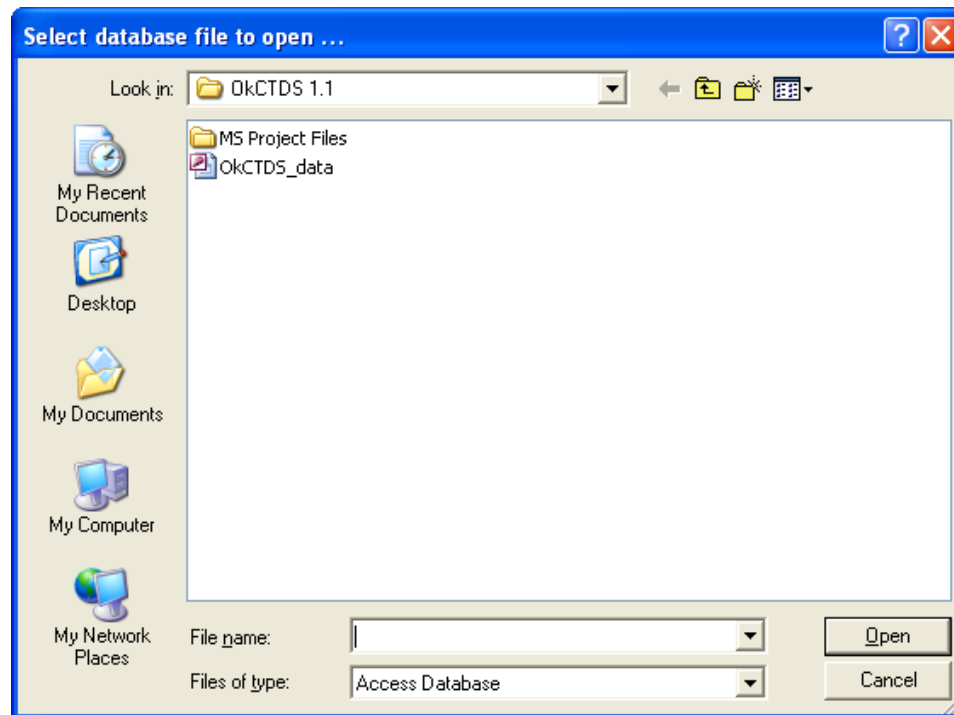 Select database file to open ...
Look in:
OkCTDS 1.1
MS Project Files
OkCTDS_data
My Recent
Documents
Desktop
My Documents
My Computer
My Network
Places
File name:
Open
Files of type:
Access Database
Cancel